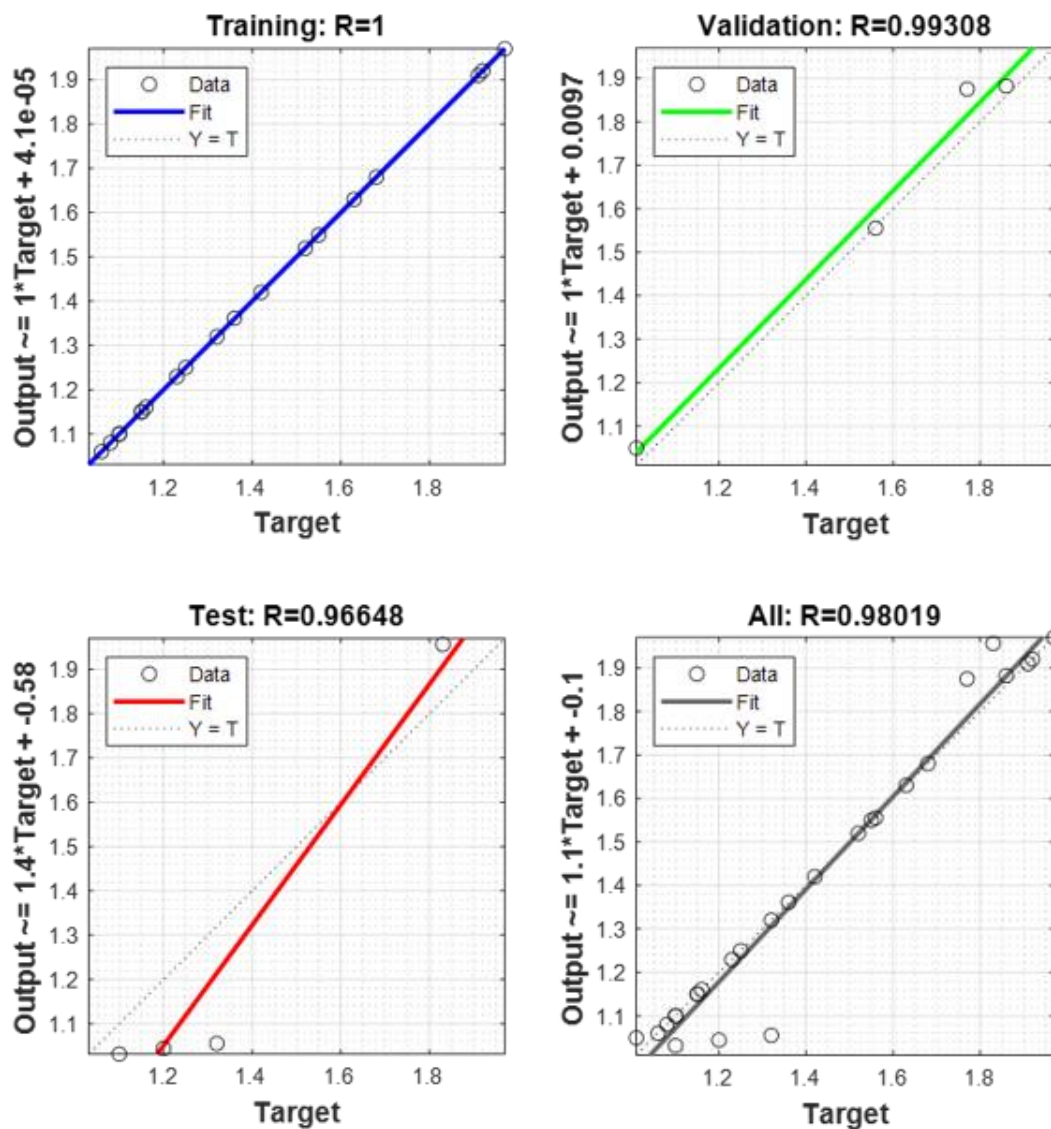 Training: R=1
Output ~= 1*Target + 4.1e-05
Data
Fit
Y = T
1.9
1.8
1.7
1.6
1.5
1.4
1.3
1.2
1.1
1.2 1.4 1.6 1.8
Target
Validation: R=0.99308
Output ~= 1*Target + 0.0097
Data
Fit
Y = T
1.9
1.8
1.7
1.6
1.5
1.4
1.3
1.2
1.1
1.2 1.4 1.6 1.8
Target
Test: R=0.96648
Output ~= 1.4*Target + -0.58
Data
Fit
Y = T
1.9
1.8
1.7
1.6
1.5
1.4
1.3
1.2
1.1
1.2 1.4 1.6 1.8
Target
All: R=0.98019
Output ~= 1.1*Target + -0.1
Data
Fit
Y = T
1.9
1.8
1.7
1.6
1.5
1.4
1.3
1.2
1.1
1.2 1.4 1.6 1.8
Target